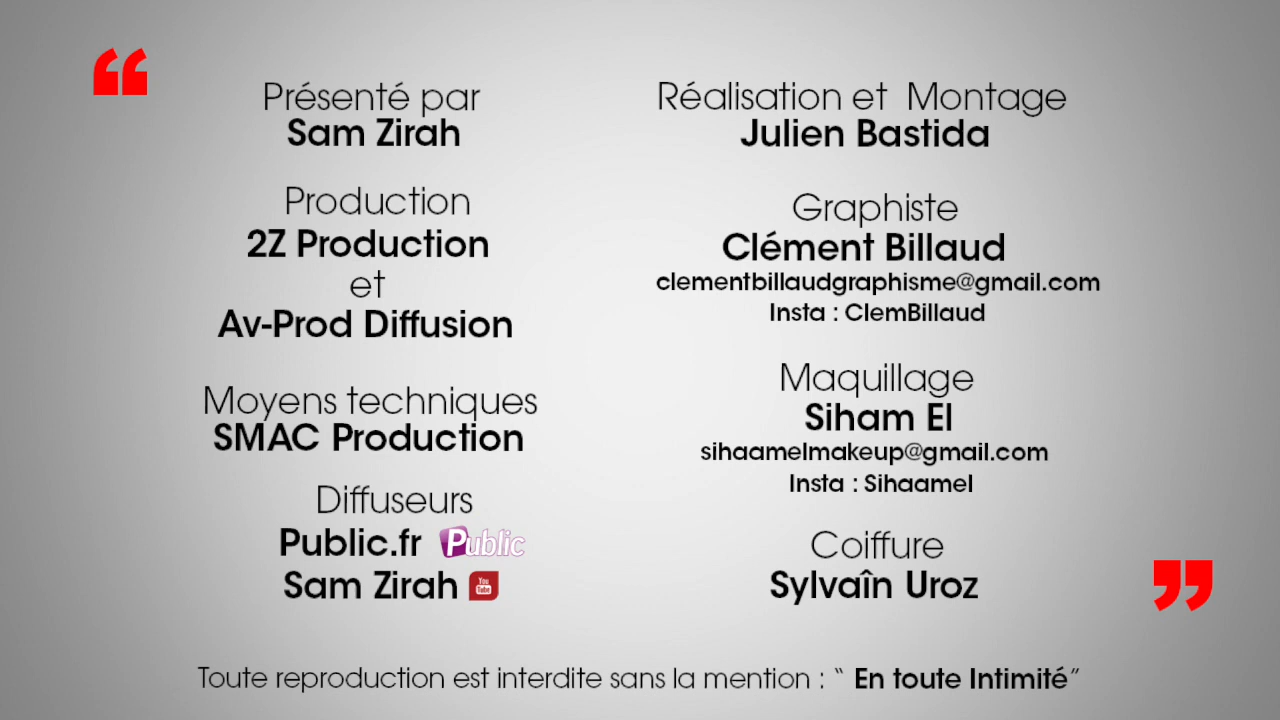 Présenté par
Sam Zirah
Production
2Z Production
et
Av-Prod Diffusion
Moyens techniques
SMAC Production
Diffuseurs
Public.fr Public
Sam Zirah You Tube
Réalisation et Montage
Julien Bastida
Graphiste
Clément Billaud
clementbillaudgraphisme@gmail.com
Insta : ClemBillaud
Maquillage
Siham El
sihaamelmakeup@gmail.com
Insta : Sihaamel
Coiffure
Sylvaîn Uroz
Toute reproduction est interdite sans la mention : “ En toute Intimité”